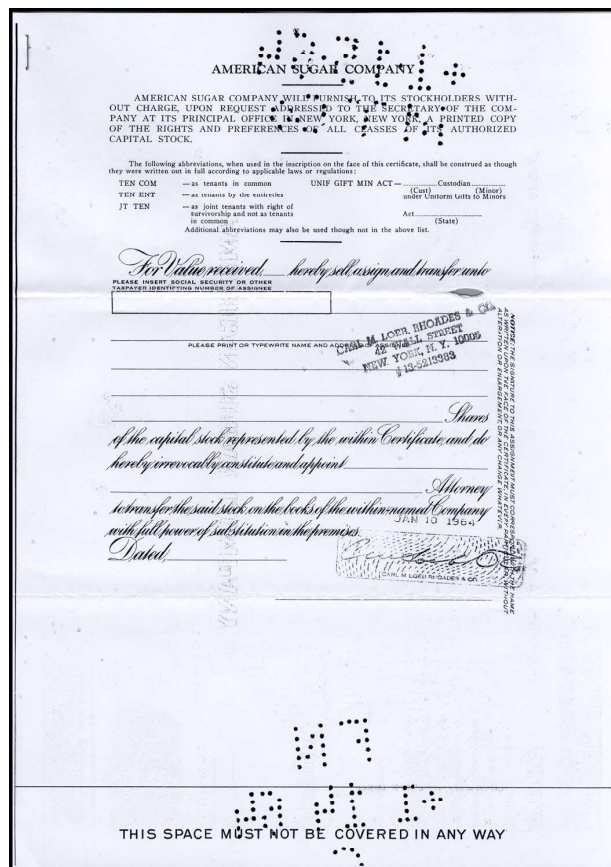 AMERICAN SUGAR COMPANY
AMERICAN SUGAR COMPANY WILL FURNISH TO ITS STOCKHOLDERS WITH-
OUT CHARGE, UPON REQUEST ADDRESSED TO THE SECRETARY OF THE COM-
PANY AT ITS PRINCIPAL OFFICE IN NEW YORK, NEW YORK, A PRINTED COPY
OF THE RIGHTS AND PREFERENCES OF ALL CLASSES OF ITS AUTHORIZED
CAPITAL STOCK.
The following abbreviations, when used in the inscription on the face of this certificate, shall be construed as though
they were written out in full according to applicable laws or regulations:
TEN COM — as tenants in common UNIF GIFT MIN ACT — Custodian
(Cust) (Minor)
TEN ENT — as tenants by the entireties under Uniform Gifts to Minors
JT TEN — as joint tenants with right of
survivorship and not as tenants Act
in common (State)
Additional abbreviations may also be used though not in the above list.
For Value received, hereby sell, assign and transfer unto
PLEASE INSERT SOCIAL SECURITY OR OTHER
TAXPAYER IDENTIFYING NUMBER OF ASSIGNEE
CARL M. LOEB, RHOADES & CO.
42 WALL STREET
NEW YORK, N. Y. 10005
PLEASE PRINT OR TYPEWRITE NAME AND ADDRESS OF ASSIGNEE
Shares
of the capital stock represented by the within Certificate, and do
hereby irrevocably constitute and appoint
Attorney
to transfer the said stock on the books of the within-named Company
with full power of substitution in the premises.
JAN 10 1964
Dated,
CARL M LOEB RHOADES & CO.
NOTICE: THE SIGNATURE TO THIS ASSIGNMENT MUST CORRESPOND WITH THE NAME
AS WRITTEN UPON THE FACE OF THE CERTIFICATE, IN EVERY PARTICULAR, WITHOUT
ALTERATION OR ENLARGEMENT, OR ANY CHANGE WHATEVER.
THIS SPACE MUST NOT BE COVERED IN ANY WAY